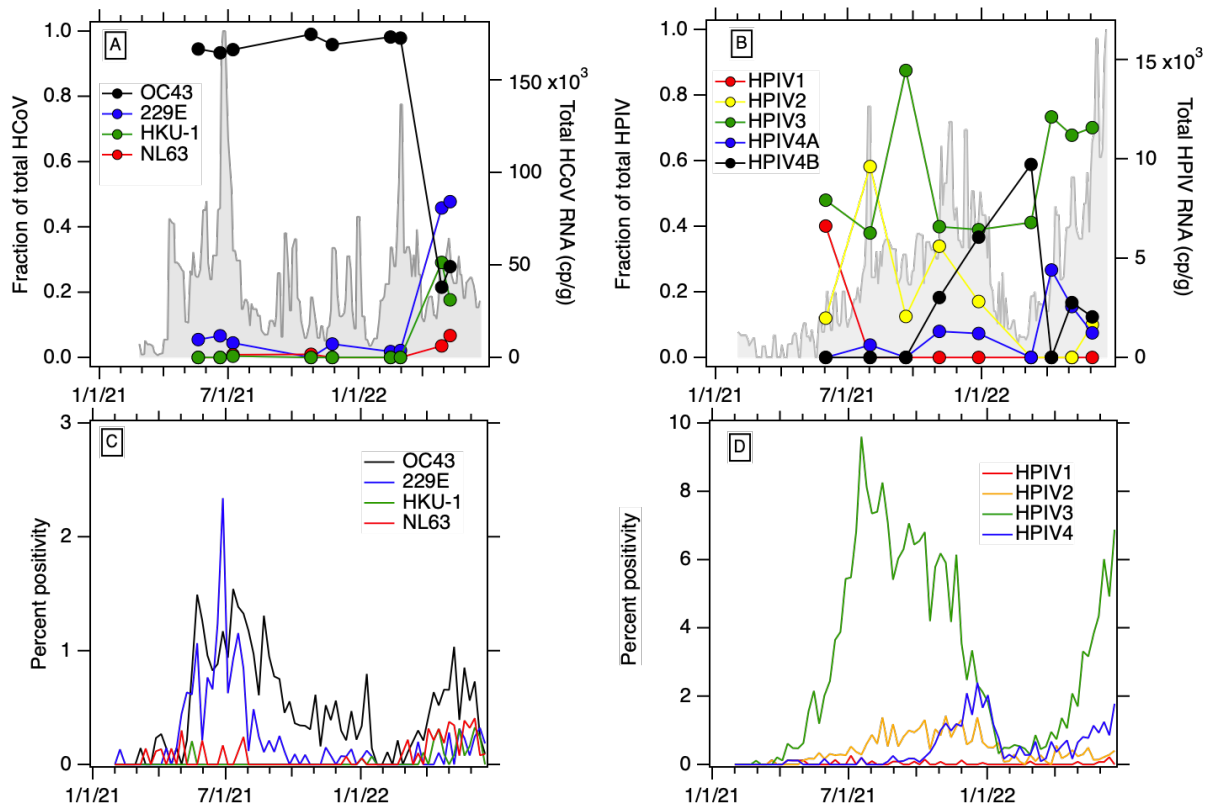 A
1.0
0.8
0.6
0.4
0.2
0.0
Fraction of total HCoV
OC43
229E
HKU-1
NL63
150 x10³
100
50
0
Total HCoV RNA (cp/g)
1/1/21
7/1/21
1/1/22
B
1.0
0.8
0.6
0.4
0.2
0.0
Fraction of total HPIV
HPIV1
HPIV2
HPIV3
HPIV4A
HPIV4B
15 x10³
10
5
0
Total HPIV RNA (cp/g)
1/1/21
7/1/21
1/1/22
C
3
2
1
0
Percent positivity
OC43
229E
HKU-1
NL63
1/1/21
7/1/21
1/1/22
D
10
8
6
4
2
0
Percent positivity
HPIV1
HPIV2
HPIV3
HPIV4
1/1/21
7/1/21
1/1/22